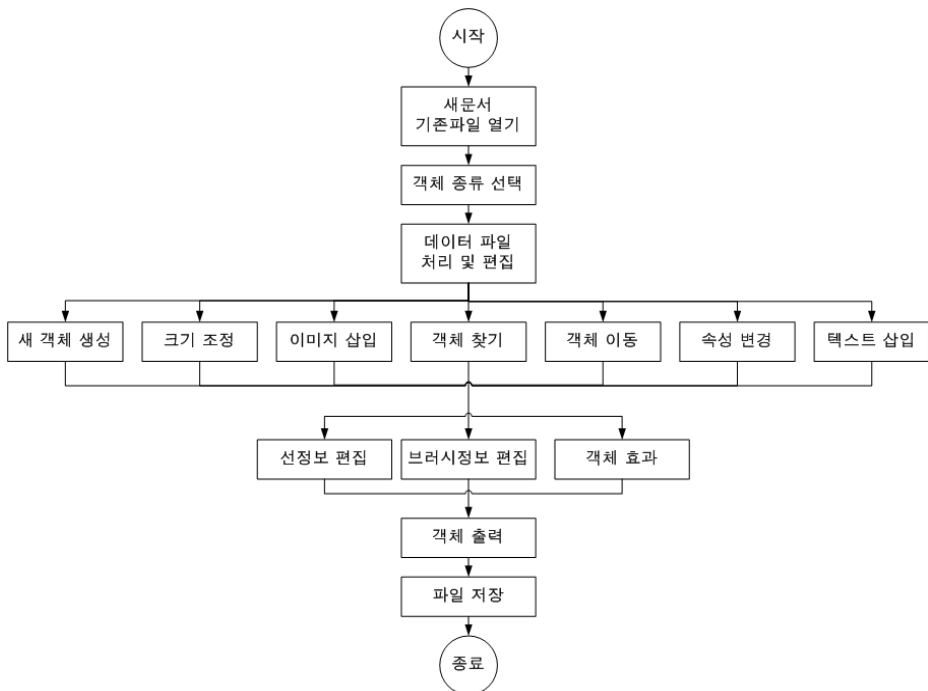 시작
새문서
기존파일 열기
객체 종류 선택
데이터 파일
처리 및 편집
새 객체 생성
크기 조정
이미지 삽입
객체 찾기
객체 이동
속성 변경
텍스트 삽입
선정보 편집
브러시정보 편집
객체 효과
객체 출력
파일 저장
종료